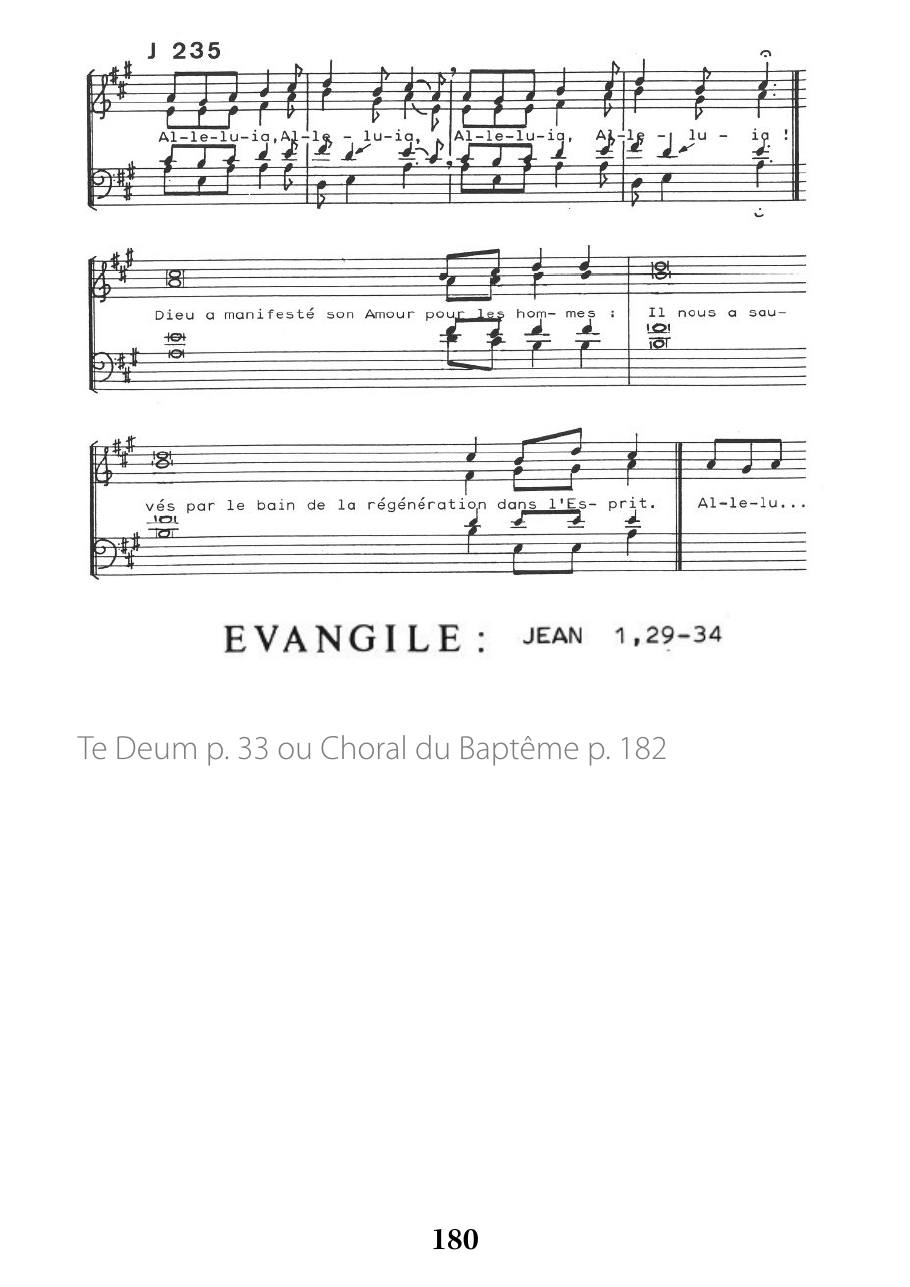 J 235
Al-le-lu-ia, Al-le - lu-ia, Al-le-lu-ia, Al-le - lu - ia !
Dieu a manifesté son Amour pour les hom- mes : Il nous a sau-
vés par le bain de la régénération dans l'Es- prit. Al-le-lu...
EVANGILE : JEAN 1,29-34
Te Deum p. 33 ou Choral du Baptême p. 182
180